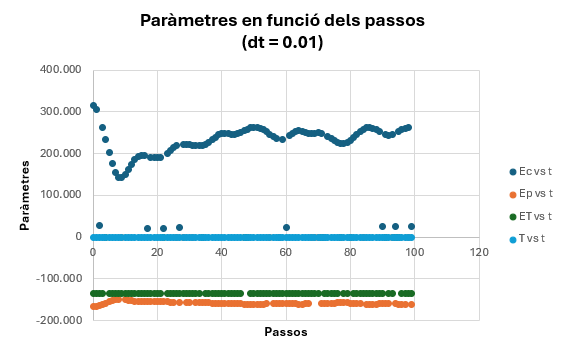 Paràmetres en funció dels passos
(dt = 0.01)
400.000
300.000
200.000
100.000
0
-100.000
-200.000
0
20
40
60
80
100
120
Paràmetres
Passos
Ec vs t
Ep vs t
ET vs t
T vs t